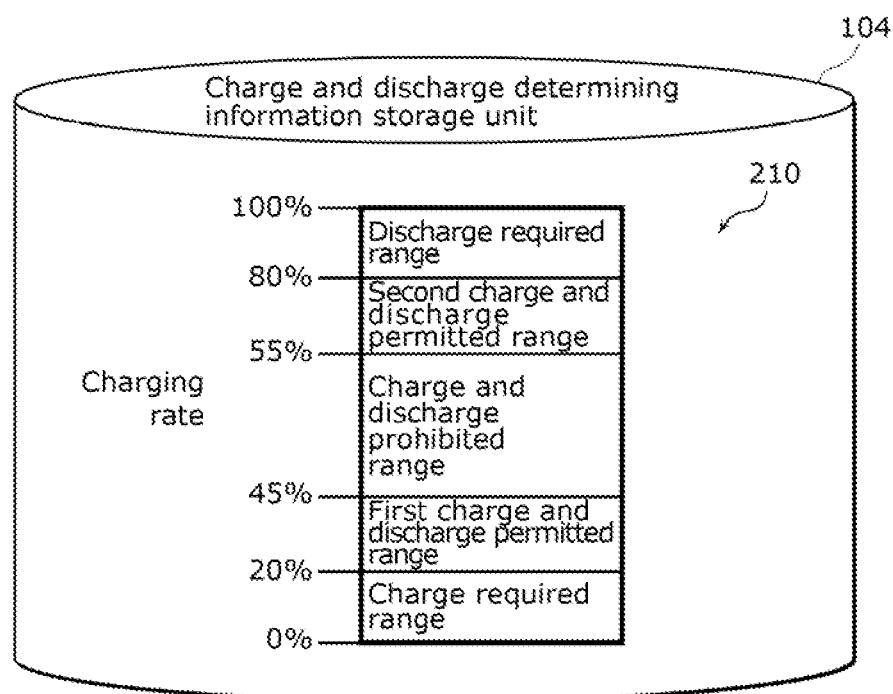 104
Charge and discharge determining
information storage unit
210
100%
Discharge required
range
80%
Second charge and
discharge
permitted range
55%
Charging
rate
Charge and
discharge
prohibited
range
45%
First charge and
discharge permitted
range
20%
Charge required
range
0%